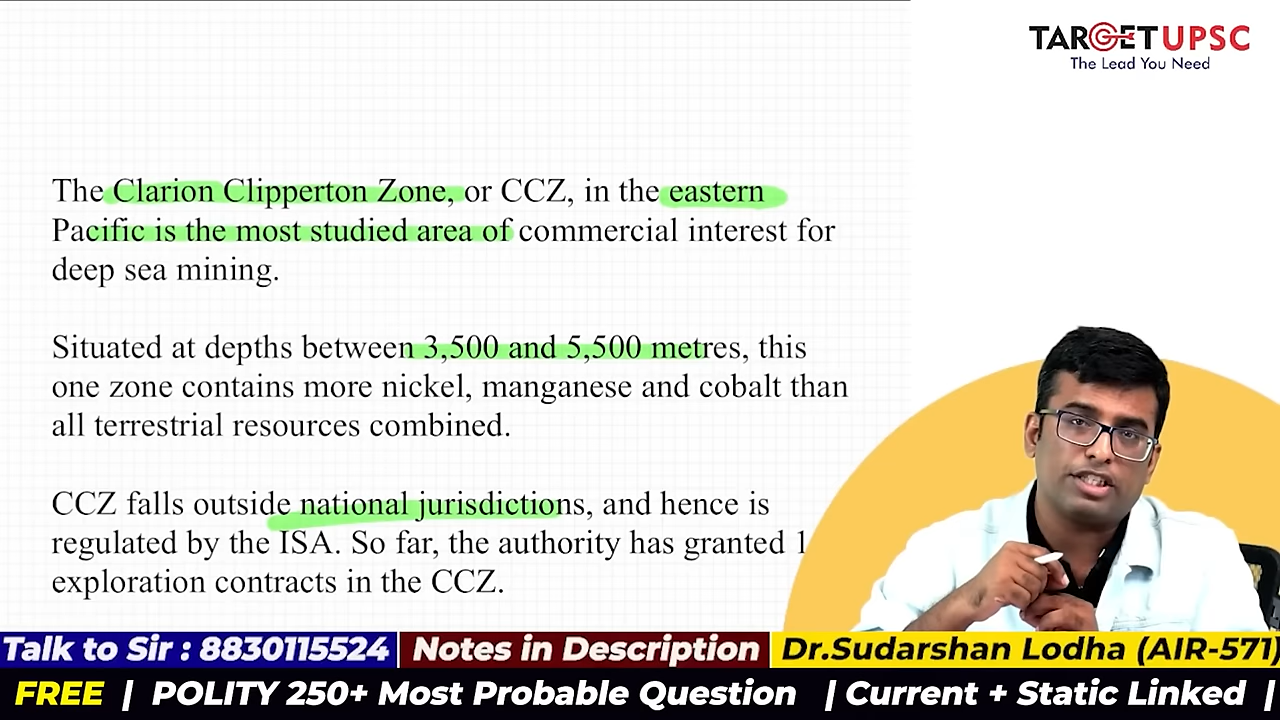 TARGETUPSC
The Lead You Need
The Clarion Clipperton Zone, or CCZ, in the eastern
Pacific is the most studied area of commercial interest for
deep sea mining.
Situated at depths between 3,500 and 5,500 metres, this
one zone contains more nickel, manganese and cobalt than
all terrestrial resources combined.
CCZ falls outside national jurisdictions, and hence is
regulated by the ISA. So far, the authority has granted
exploration contracts in the CCZ.
Talk to Sir : 8830115524
Notes in Description
Dr.Sudarshan Lodha (AIR-571)
FREE | POLITY 250+ Most Probable Question | Current + Static Linked |